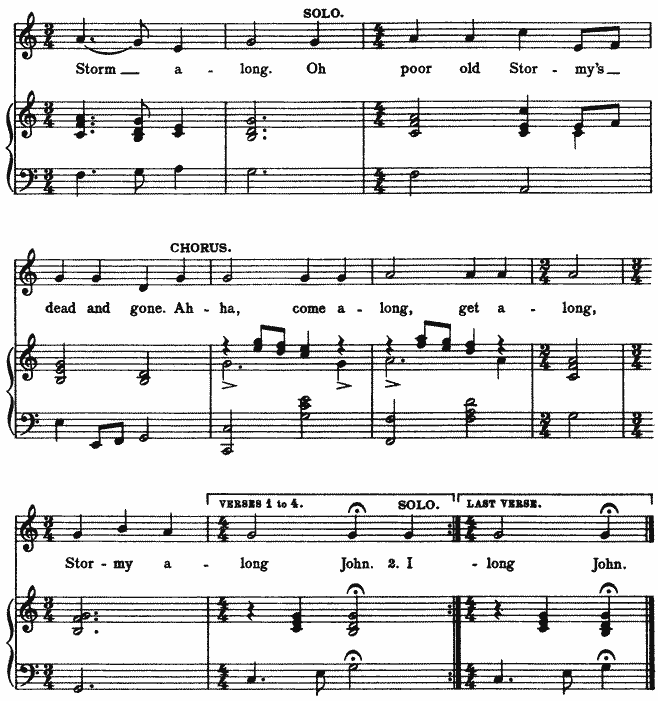 SOLO.
Storm — a - long. Oh poor old Stor - my's —
CHORUS.
dead and gone. Ah - ha, come a - long, get a - long,
VERSES 1 to 4. SOLO. LAST VERSE.
Stor - my a - long John. 2. I - long John.